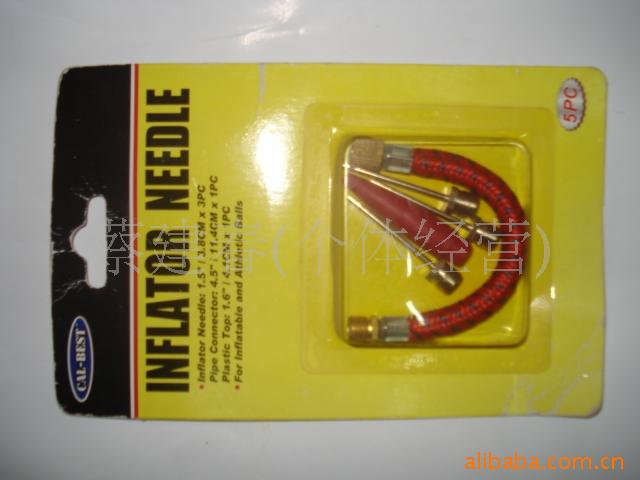 INFLATOR NEEDLE
• Inflator Needle: 1.5" / 3.8CM x 3PC
Pipe Connector: 4.5" / 11.4CM x 1PC
Plastic Top: 1.6" / 4.1CM x 1PC
• For Inflatable and Athletic Balls
CAL-BEST
5PC
蔡建春(个体经营)
alibaba.com.cn